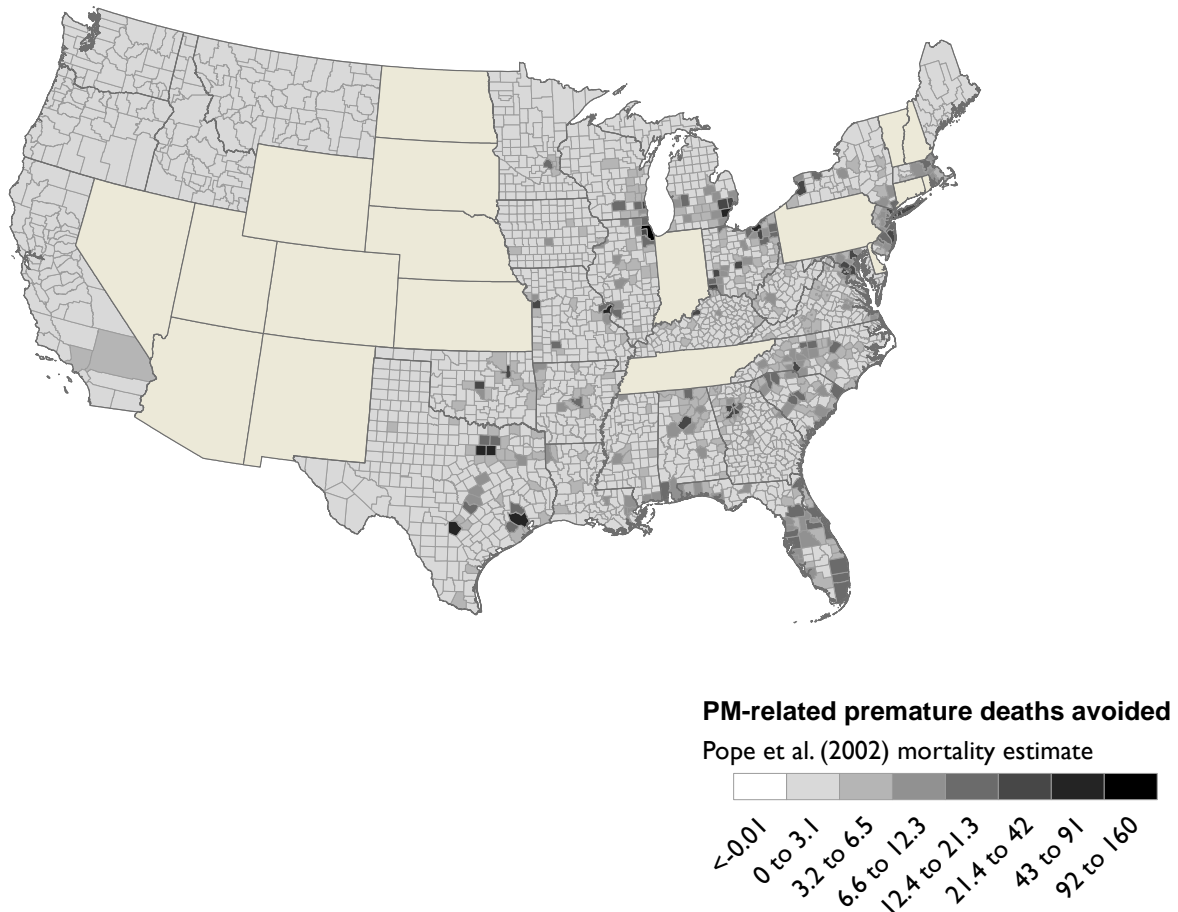 PM-related premature deaths avoided
Pope et al. (2002) mortality estimate
<-0.01
0 to 3.1
3.2 to 6.5
6.6 to 12.3
12.4 to 21.3
21.4 to 42
43 to 91
92 to 160